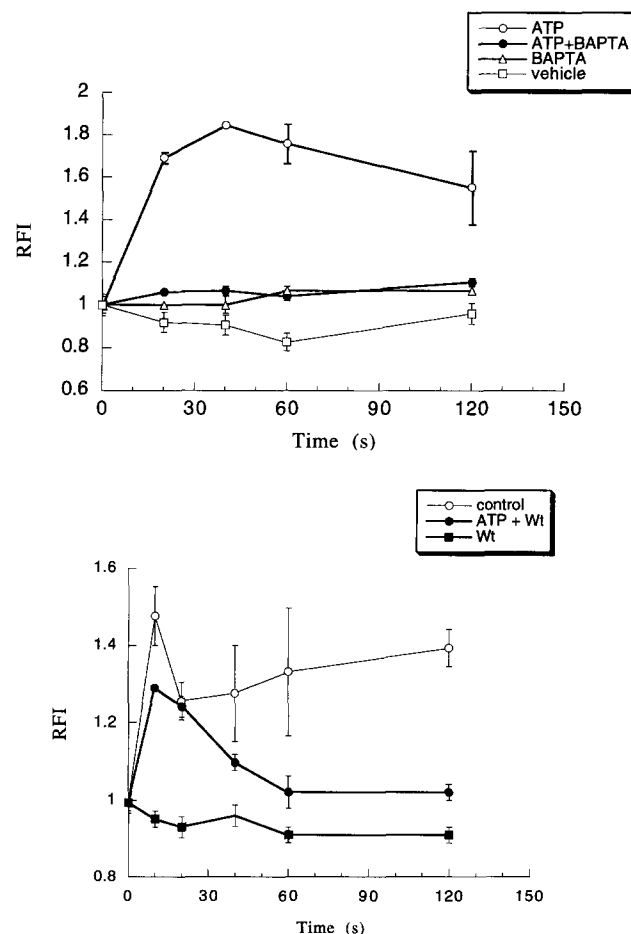 ATP
ATP+BAPTA
BAPTA
vehicle
2
1.8
1.6
1.4
1.2
1
0.8
0.6
RFI
0 30 60 90 120 150
Time (s)
control
ATP + Wt
Wt
1.6
1.4
1.2
1
0.8
RFI
0 30 60 90 120 150
Time (s)